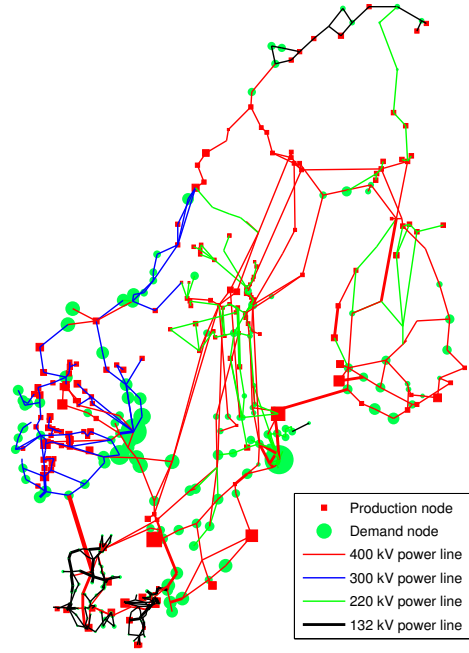 Production node
Demand node
400 kV power line
300 kV power line
220 kV power line
132 kV power line